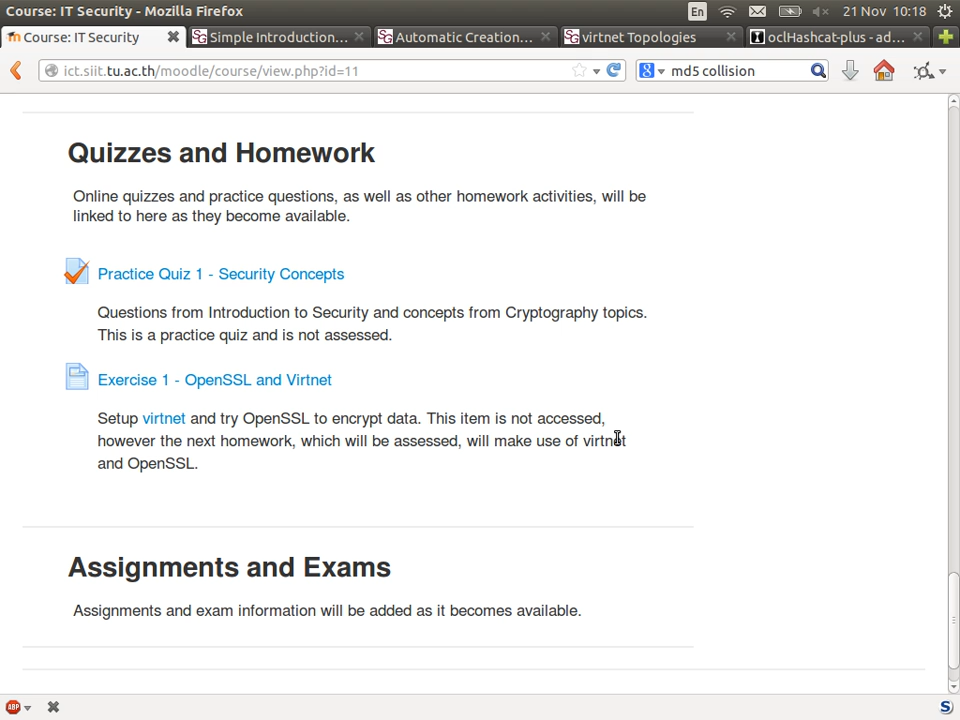 Course: IT Security - Mozilla Firefox
En
21 Nov 10:18
Course: IT Security
Simple Introduction...
Automatic Creation...
virtnet Topologies
oclHashcat-plus - ad...
ict.siit.tu.ac.th/moodle/course/view.php?id=11
md5 collision
Quizzes and Homework
Online quizzes and practice questions, as well as other homework activities, will be
linked to here as they become available.
Practice Quiz 1 - Security Concepts
Questions from Introduction to Security and concepts from Cryptography topics.
This is a practice quiz and is not assessed.
Exercise 1 - OpenSSL and Virtnet
Setup virtnet and try OpenSSL to encrypt data. This item is not accessed,
however the next homework, which will be assessed, will make use of virtnet
and OpenSSL.
Assignments and Exams
Assignments and exam information will be added as it becomes available.
ABP
S